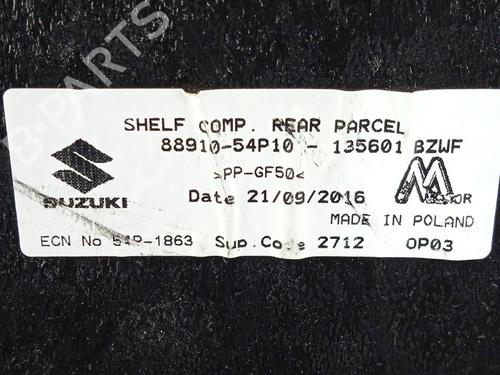 B-PARTS
SHELF COMP. REAR PARCEL
88910-54P10 - 135601 BZWF
>PP-GF50<
SUZUKI
Date 21/09/2016
MADE IN POLAND
ECN No 54P-1863 Sup.Code 2712 OP03